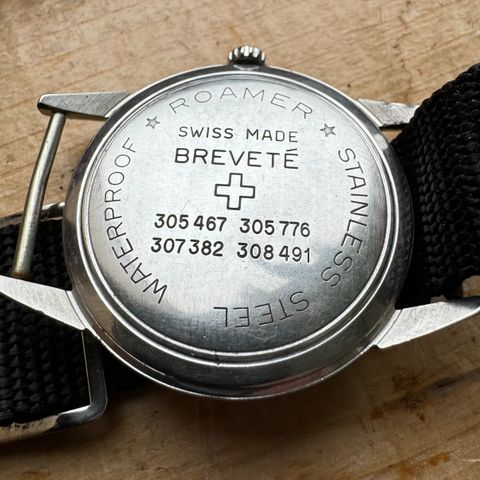 ★ ROAMER ★
SWISS MADE
BREVETÉ
305 467 305 776
307 382 308 491
WATERPROOF
STAINLESS STEEL